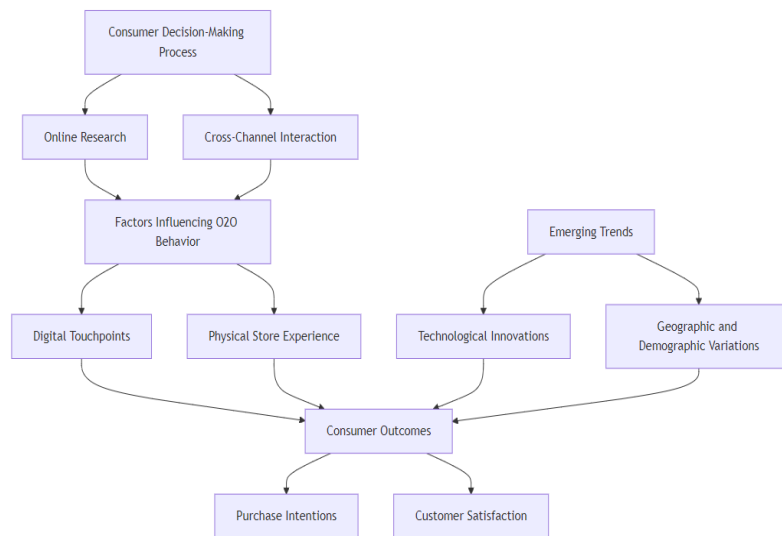 Consumer Decision-Making
Process
Online Research
Cross-Channel Interaction
Factors Influencing O2O
Behavior
Emerging Trends
Digital Touchpoints
Physical Store Experience
Technological Innovations
Geographic and
Demographic Variations
Consumer Outcomes
Purchase Intentions
Customer Satisfaction